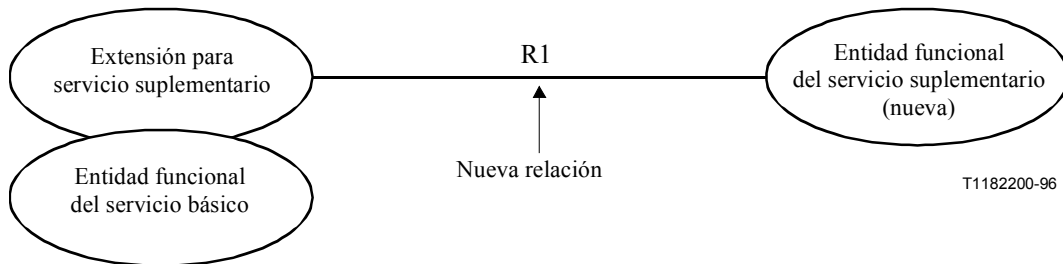 Extensión para
servicio suplementario
R1
Entidad funcional
del servicio suplementario
(nueva)
Nueva relación
Entidad funcional
del servicio básico
T1182200-96